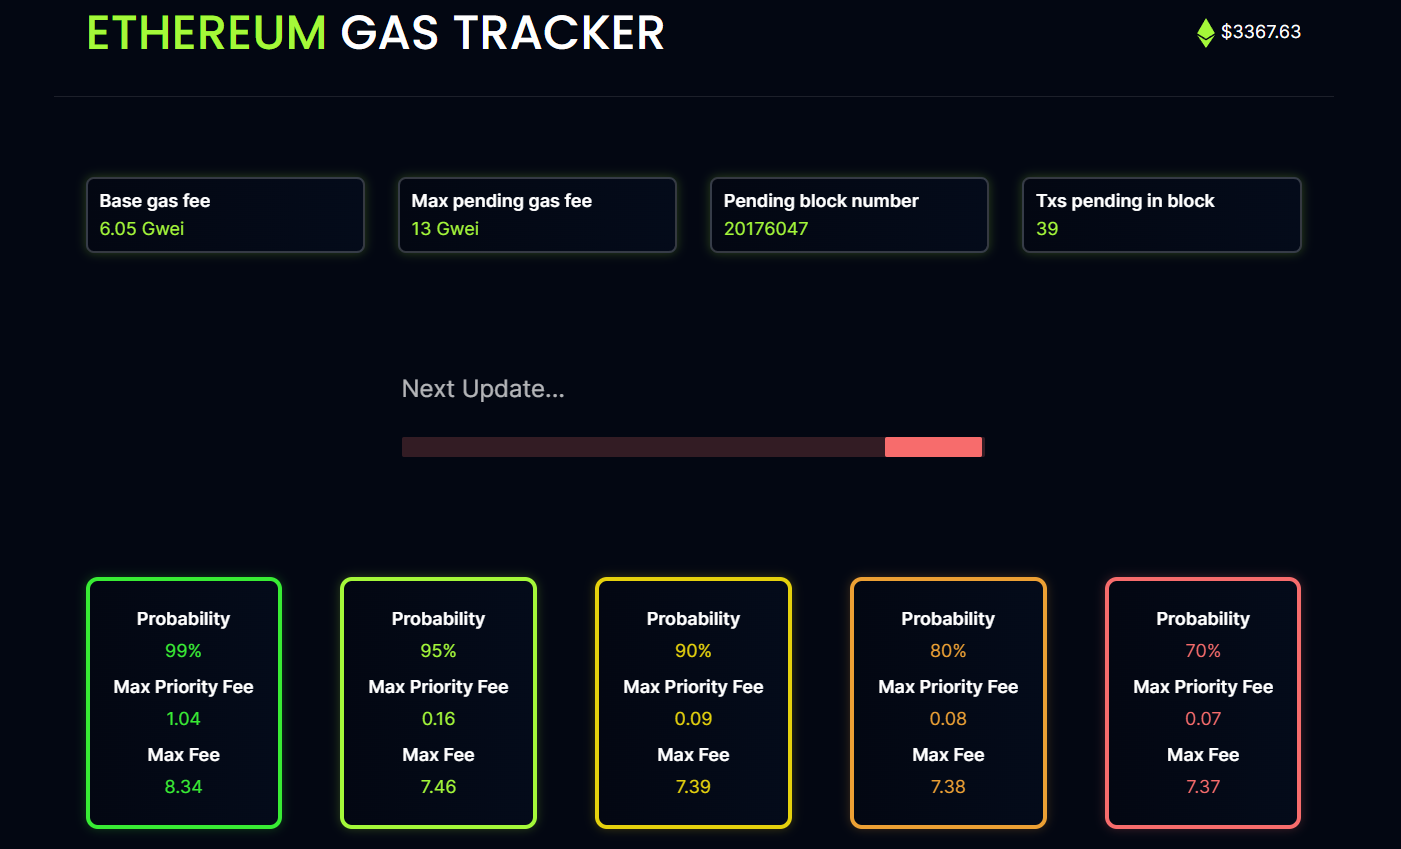 ETHEREUM GAS TRACKER
$3367.63
Base gas fee
6.05 Gwei
Max pending gas fee
13 Gwei
Pending block number
20176047
Txs pending in block
39
Next Update...
Probability
99%
Max Priority Fee
1.04
Max Fee
8.34
Probability
95%
Max Priority Fee
0.16
Max Fee
7.46
Probability
90%
Max Priority Fee
0.09
Max Fee
7.39
Probability
80%
Max Priority Fee
0.08
Max Fee
7.38
Probability
70%
Max Priority Fee
0.07
Max Fee
7.37